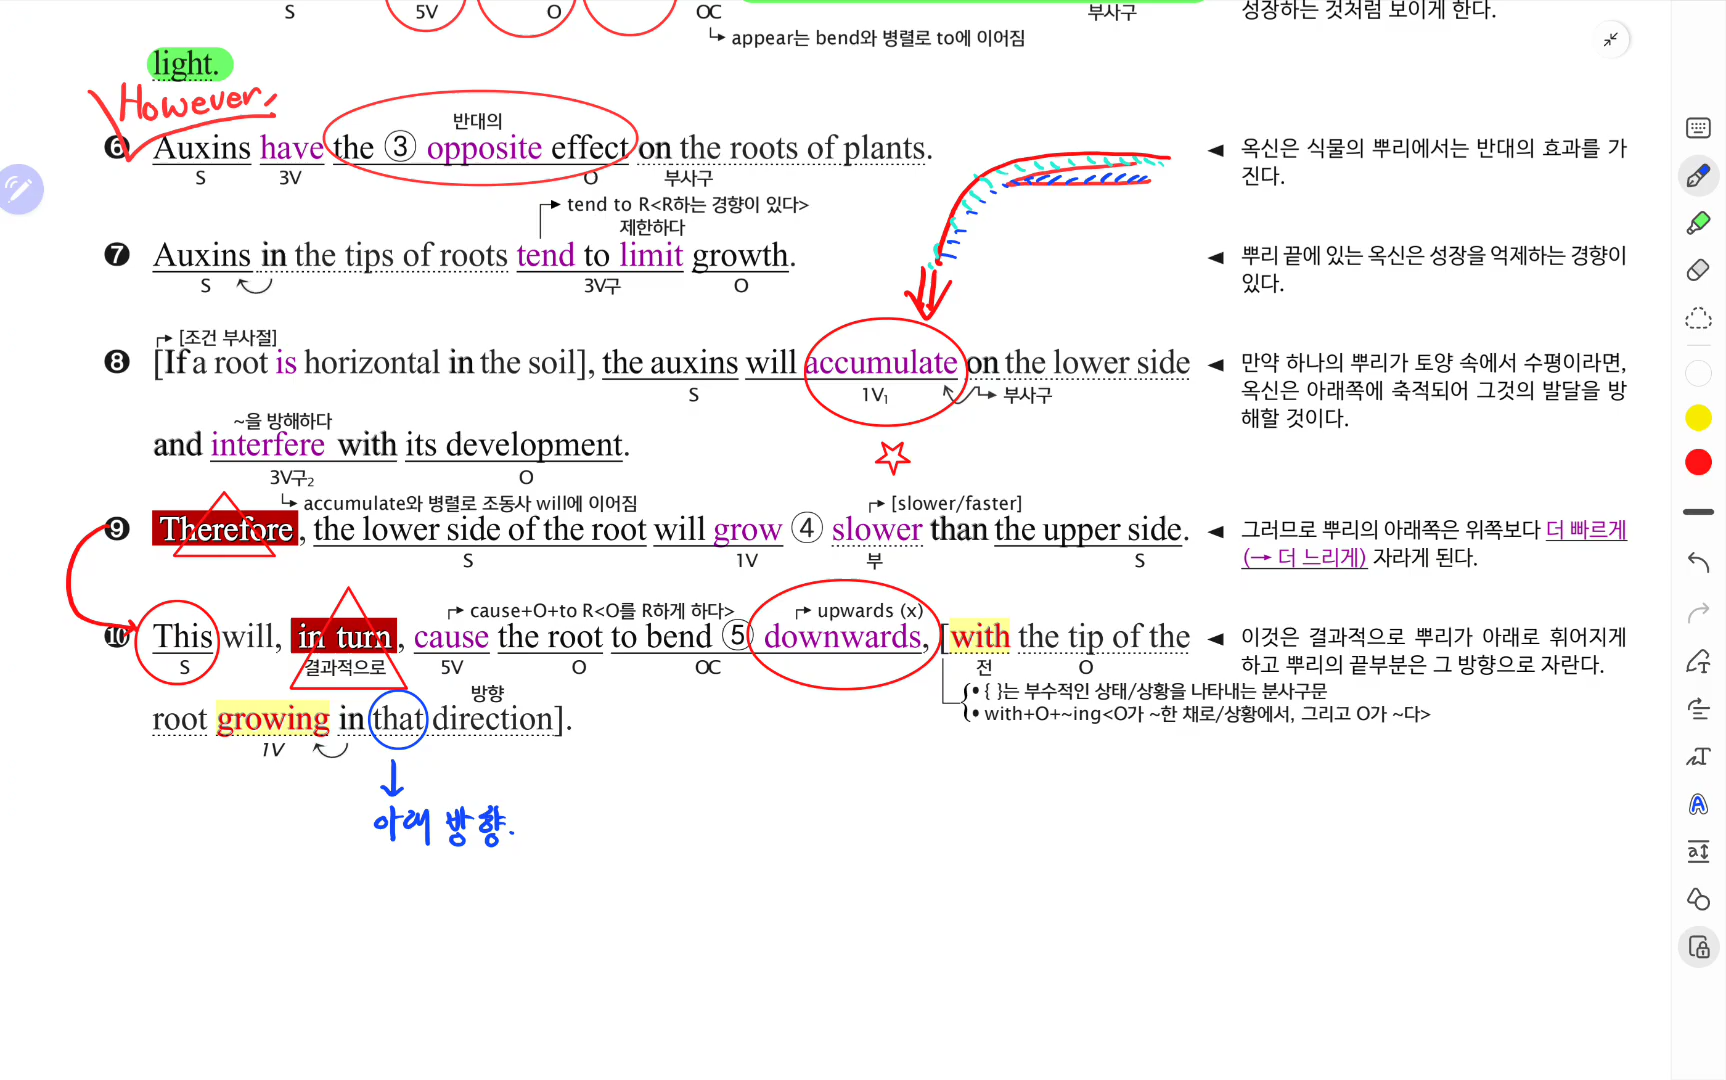 S 5V O OC 부사구 성장하는 것처럼 보이게 한다.
appear는 bend와 병렬로 to에 이어짐
light.
However,
반대의
❻ Auxins have the ③ opposite effect on the roots of plants. ◀ 옥신은 식물의 뿌리에서는 반대의 효과를 가
S 3V O 부사구 진다.
tend to R<R하는 경향이 있다>
제한하다
❼ Auxins in the tips of roots tend to limit growth. ◀ 뿌리 끝에 있는 옥신은 성장을 억제하는 경향이
S 3V구 O 있다.
[조건 부사절]
❽ [If a root is horizontal in the soil], the auxins will accumulate on the lower side ◀ 만약 하나의 뿌리가 토양 속에서 수평이라면,
S 1V₁ 부사구 옥신은 아래쪽에 축적되어 그것의 발달을 방
~을 방해하다 해할 것이다.
and interfere with its development.
3V구₂ O
accumulate와 병렬로 조동사 will에 이어짐 [slower/faster]
❾ Therefore, the lower side of the root will grow ④ slower than the upper side. ◀ 그러므로 뿌리의 아래쪽은 위쪽보다 더 빠르게
S 1V 부 S (→ 더 느리게) 자라게 된다.
cause+O+to R<O를 R하게 하다> upwards (x)
❿ This will, in turn, cause the root to bend ⑤ downwards, [with the tip of the ◀ 이것은 결과적으로 뿌리가 아래로 휘어지게
S 결과적으로 5V O OC 전 O 하고 뿌리의 끝부분은 그 방향으로 자란다.
방향 • { }는 부수적인 상태/상황을 나타내는 분사구문
root growing in that direction]. • with+O+~ing<O가 ~한 채로/상황에서, 그리고 O가 ~다>
1V
아래 방향.